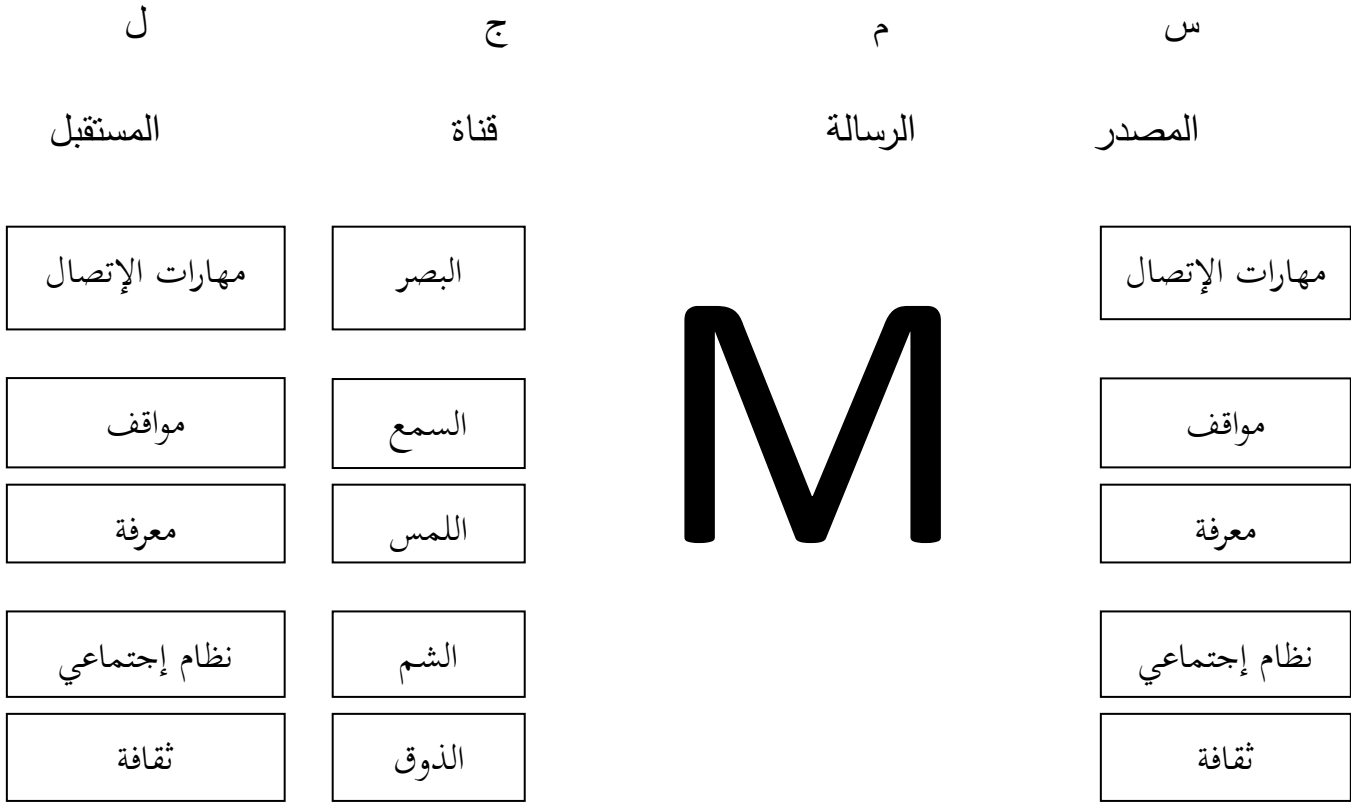 س م ج ل
المصدر الرسالة قناة المستقبل
مهارات الإتصال البصر مهارات الإتصال
M
مواقف السمع مواقف
معرفة اللمس معرفة
نظام إجتماعي الشم نظام إجتماعي
ثقافة الذوق ثقافة